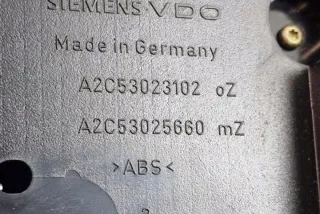 SIEMENS VDO
Made in Germany
A2C53023102 oZ
A2C53025660 mZ
>ABS<